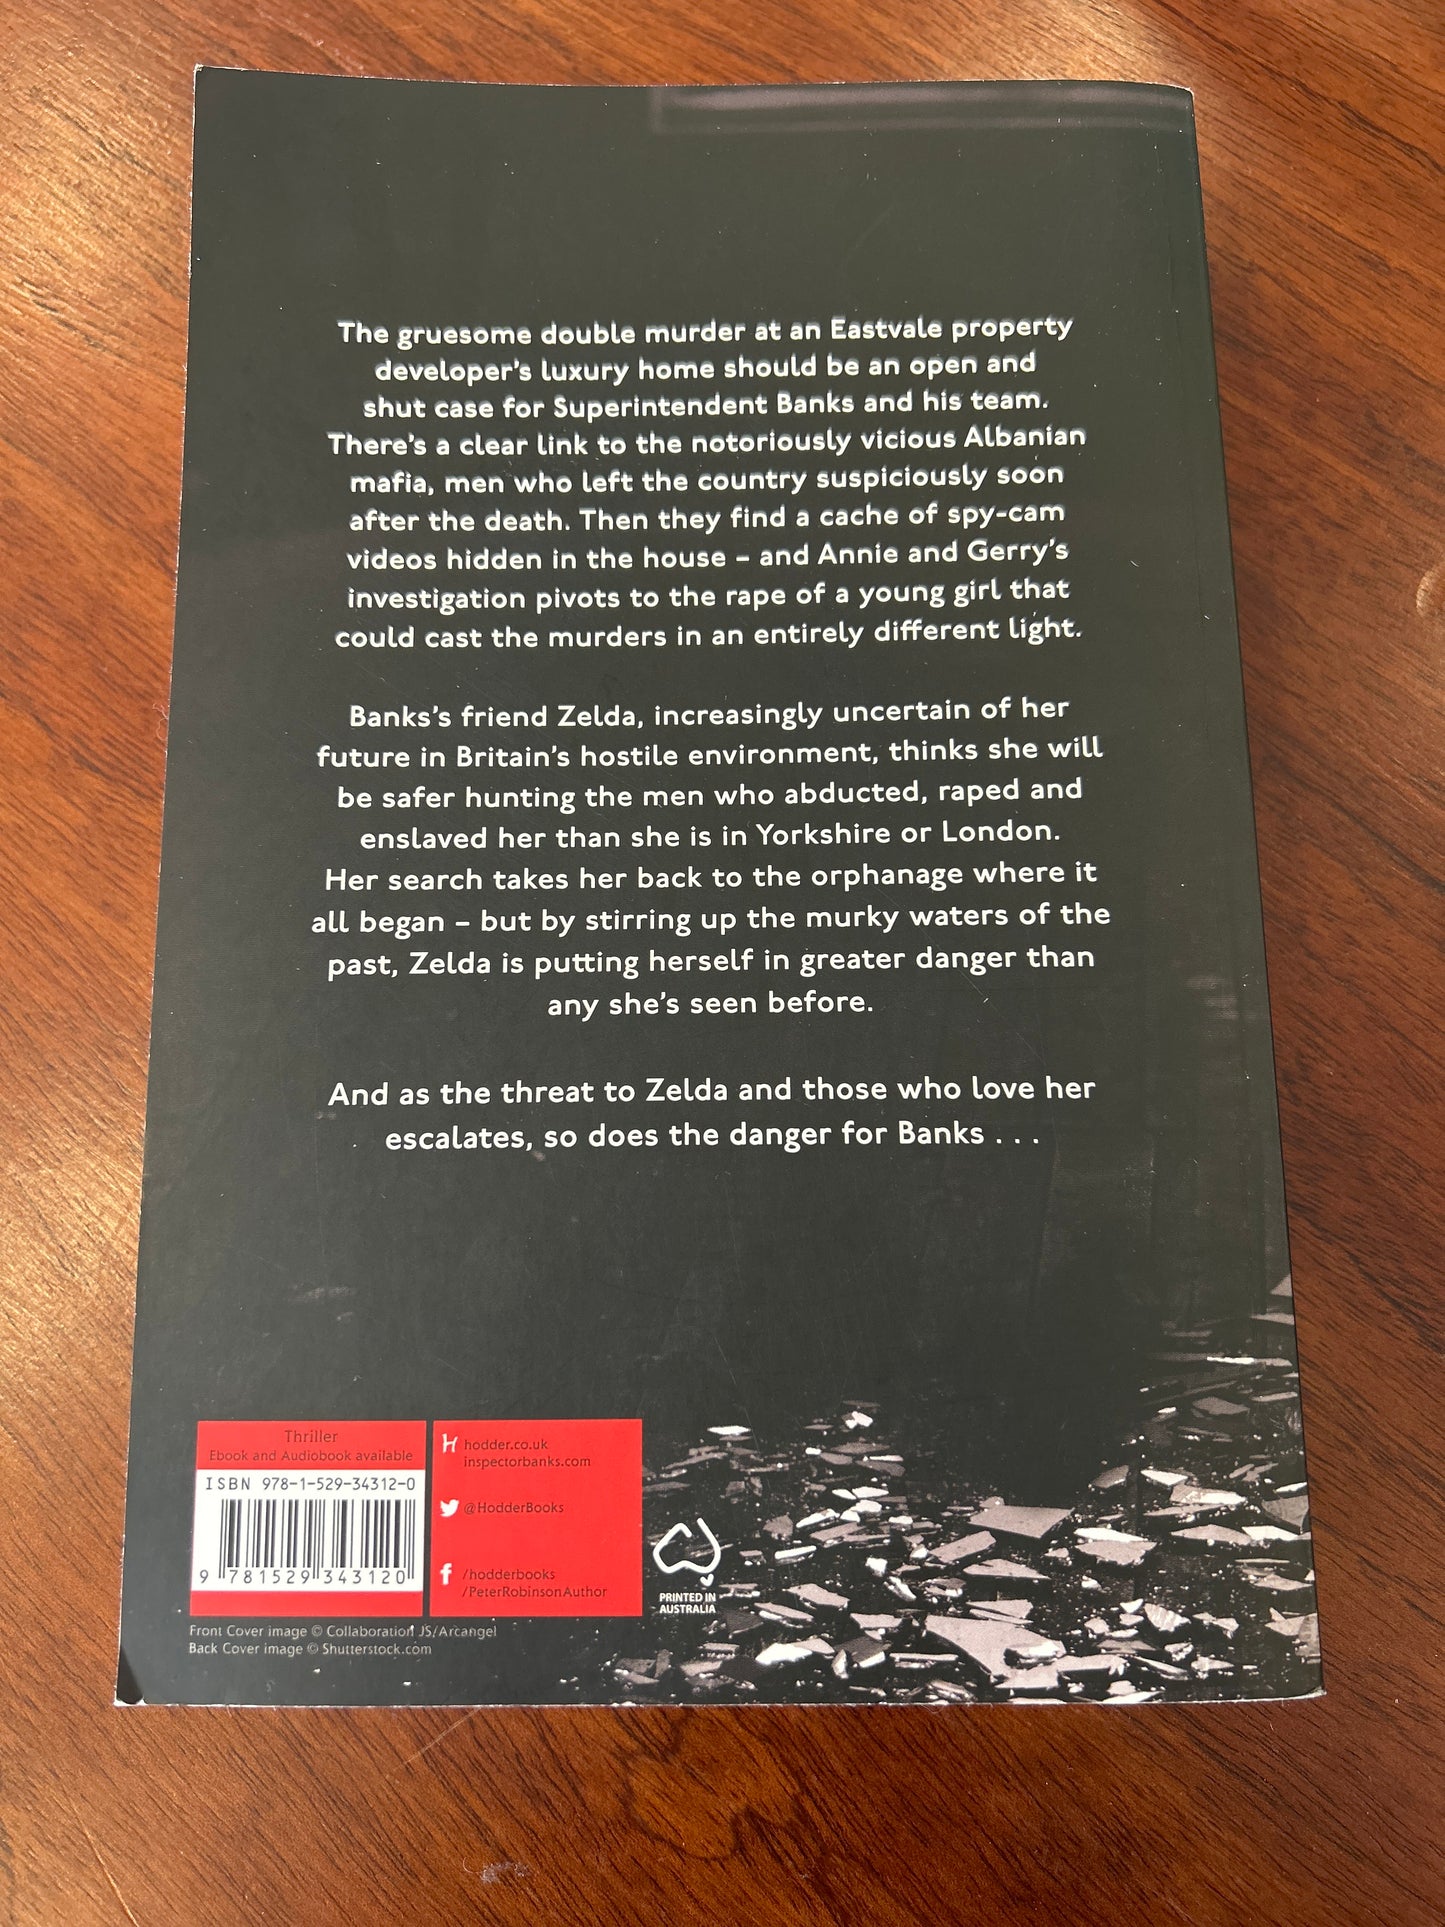 The gruesome double murder at an Eastvale property
developer's luxury home should be an open and
shut case for Superintendent Banks and his team.
There's a clear link to the notoriously vicious Albanian
mafia, men who left the country suspiciously soon
after the death. Then they find a cache of spy-cam
videos hidden in the house – and Annie and Gerry's
investigation pivots to the rape of a young girl that
could cast the murders in an entirely different light.
Banks's friend Zelda, increasingly uncertain of her
future in Britain's hostile environment, thinks she will
be safer hunting the men who abducted, raped and
enslaved her than she is in Yorkshire or London.
Her search takes her back to the orphanage where it
all began – but by stirring up the murky waters of the
past, Zelda is putting herself in greater danger than
any she's seen before.
And as the threat to Zelda and those who love her
escalates, so does the danger for Banks . . .
Thriller
Ebook and Audiobook available
ISBN 978-1-529-34312-0
9 781529 343120
hodder.co.uk
inspectorbanks.com
@HodderBooks
/hodderbooks
/PeterRobinsonAuthor
PRINTED IN
AUSTRALIA
Front Cover image © Collaboration JS/Arcangel
Back Cover image © Shutterstock.com